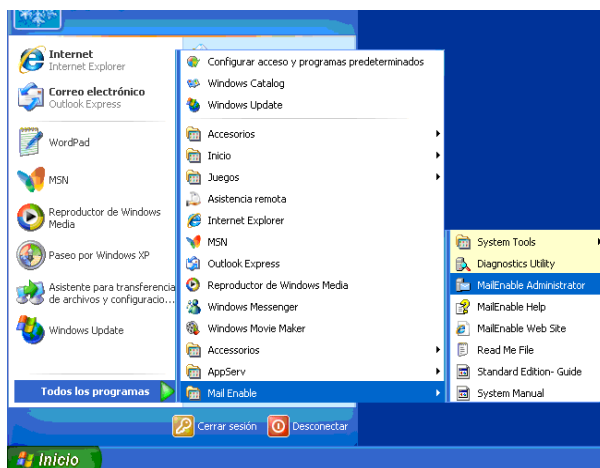 Internet
Internet Explorer
Correo electrónico
Outlook Express
WordPad
MSN
Reproductor de Windows
Media
Paseo por Windows XP
Asistente para transferencia
de archivos y configuracio...
Windows Update
Todos los programas
Configurar acceso y programas predeterminados
Windows Catalog
Windows Update
Accesorios
Inicio
Juegos
Asistencia remota
Internet Explorer
MSN
Outlook Express
Reproductor de Windows Media
Windows Messenger
Windows Movie Maker
Accessorios
AppServ
Mail Enable
System Tools
Diagnostics Utility
MailEnable Administrator
MailEnable Help
MailEnable Web Site
Read Me File
Standard Edition- Guide
System Manual
Cerrar sesión
Desconectar
Inicio